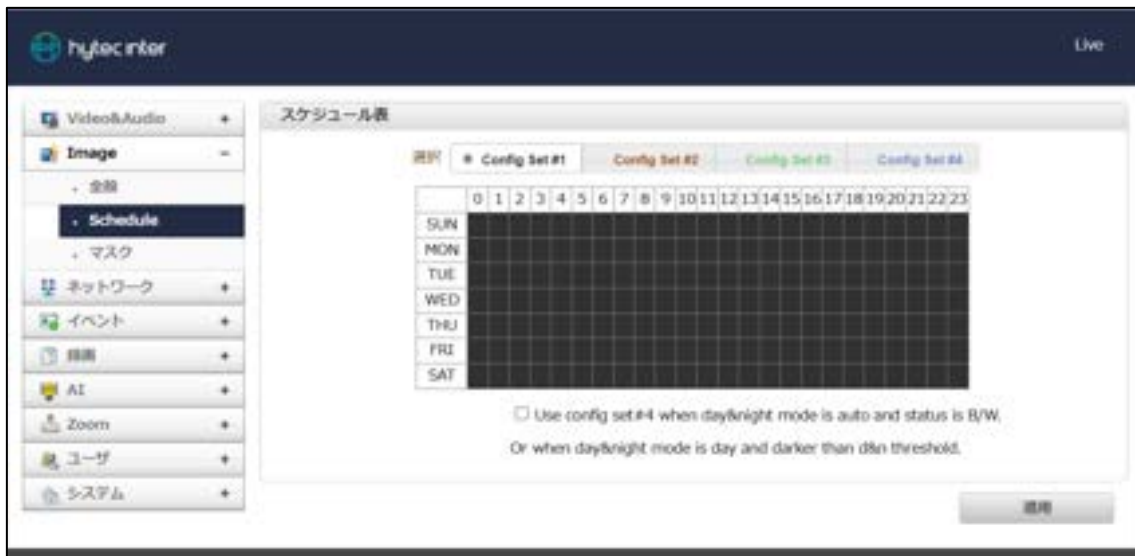 hytec inter
Live
Video&Audio +
Image -
. 全般
. Schedule
. マスク
ネットワーク +
イベント +
録画 +
AI +
Zoom +
ユーザ +
システム +
スケジュール表
選択 Config Set #1 Config Set #2 Config Set #3 Config Set #4
0 1 2 3 4 5 6 7 8 9 10 11 12 13 14 15 16 17 18 19 20 21 22 23
SUN
MON
TUE
WED
THU
FRI
SAT
Use config set#4 when day&night mode is auto and status is B/W.
Or when day&night mode is day and darker than d&n threshold.
適用